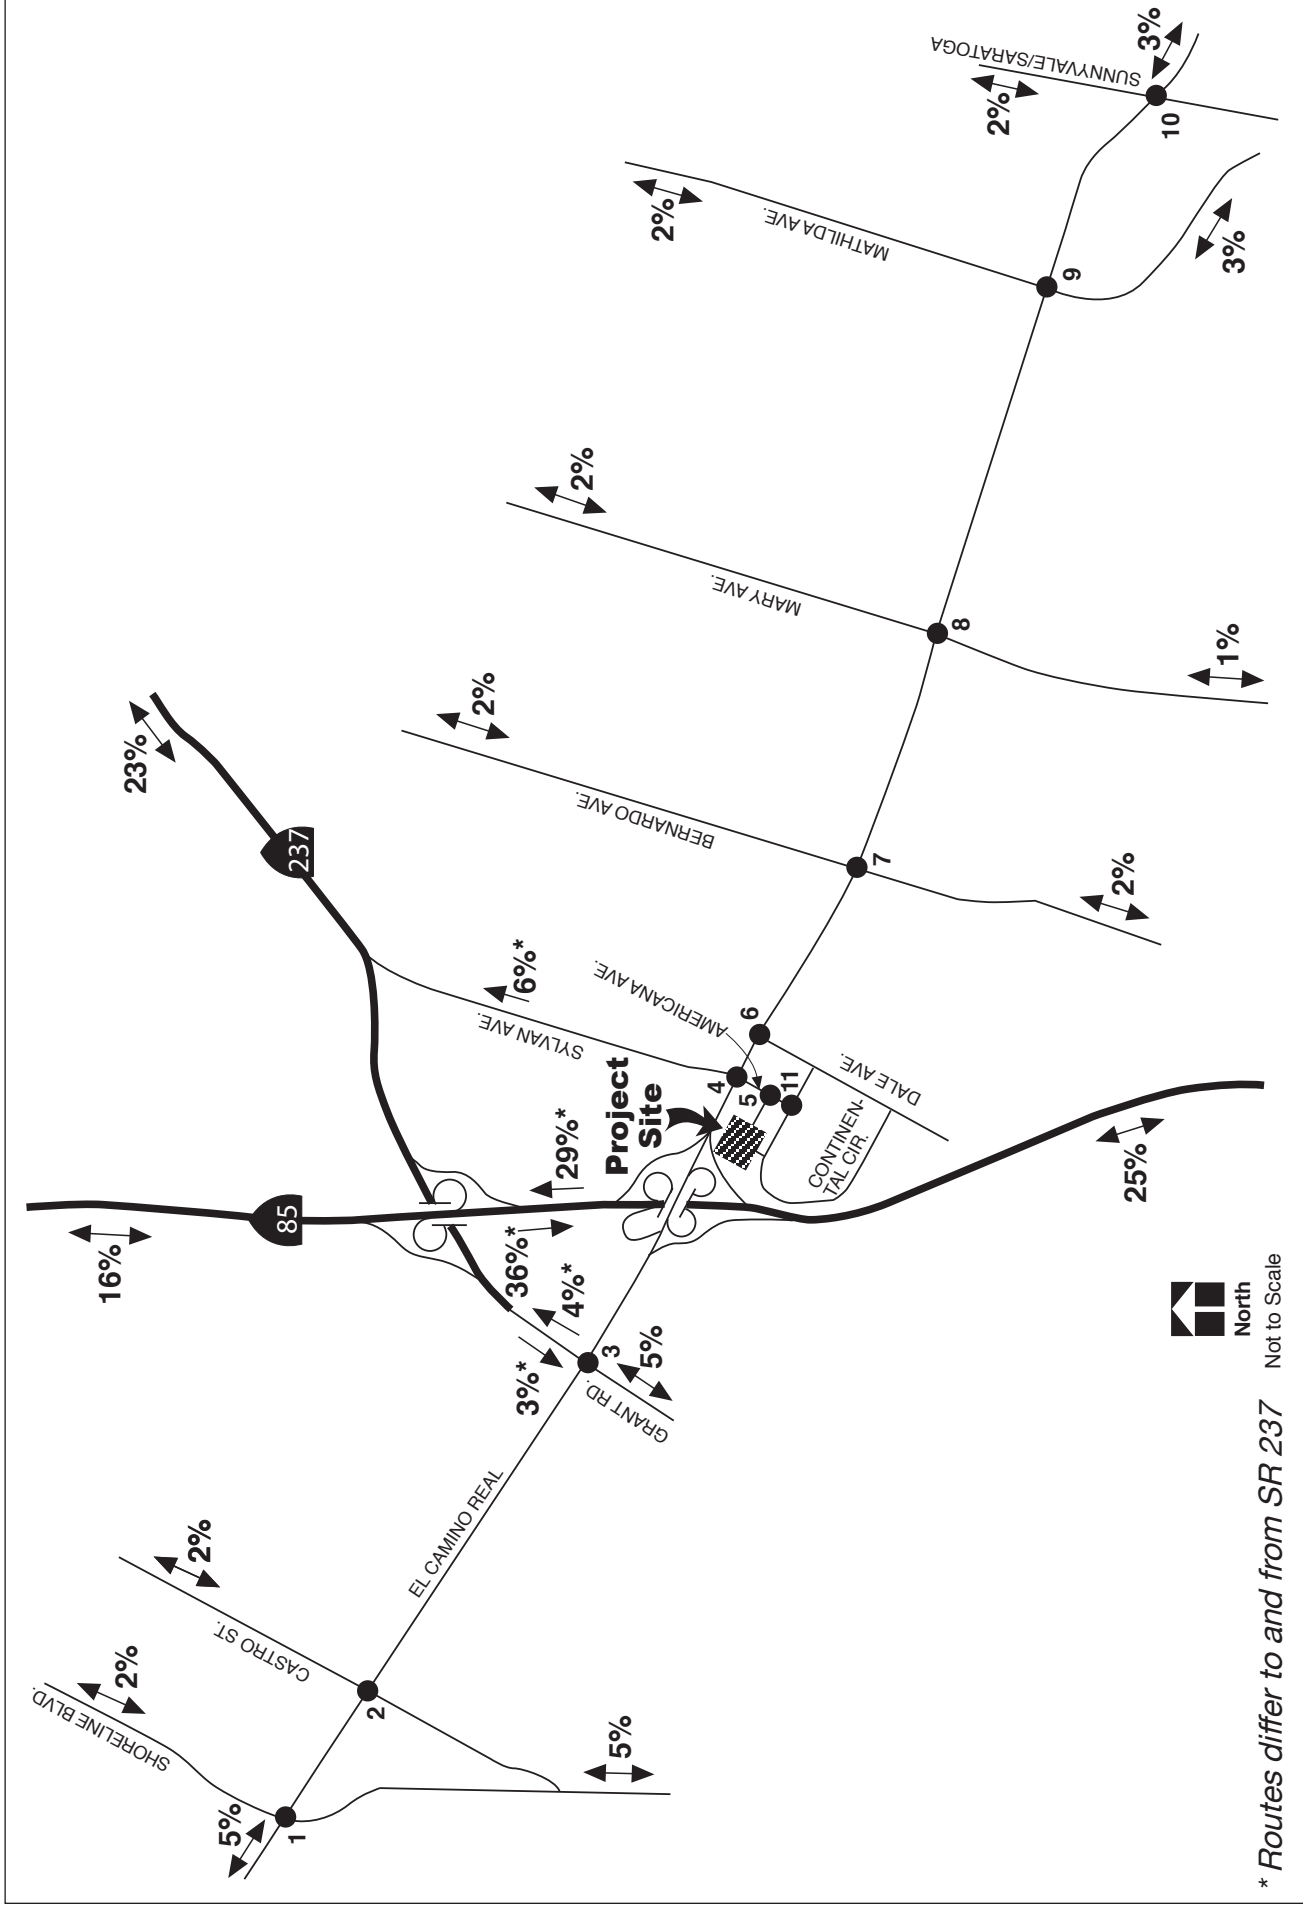 SHORELINE BLVD.
2%
CASTRO ST.
2%
5%
1
2
5%
EL CAMINO REAL
16%
85
23%
237
3%*
4%*
36%*
29%*
3
5%
GRANT RD.
SYLVAN AVE.
6%*
Project
Site
AMERICANA AVE.
4
5
11
6
CONTINEN-
TAL CIR.
DALE AVE.
25%
BERNARDO AVE.
2%
7
2%
MARY AVE.
2%
8
1%
MATHILDA AVE.
2%
9
3%
SUNNYVALE/SARATOGA
2%
10
3%
North
Not to Scale
* Routes differ to and from SR 237